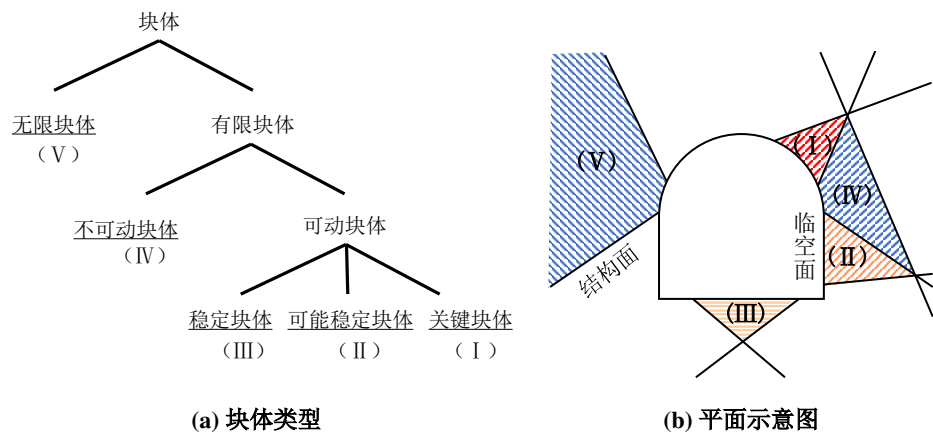 块体
无限块体
（Ⅴ）
有限块体
不可动块体
(Ⅳ)
可动块体
稳定块体
（Ⅲ）
可能稳定块体
（Ⅱ）
关键块体
（Ⅰ）
(a) 块体类型
(Ⅴ)
(Ⅰ)
(Ⅳ)
(Ⅱ)
(Ⅲ)
临空面
结构面
(b) 平面示意图